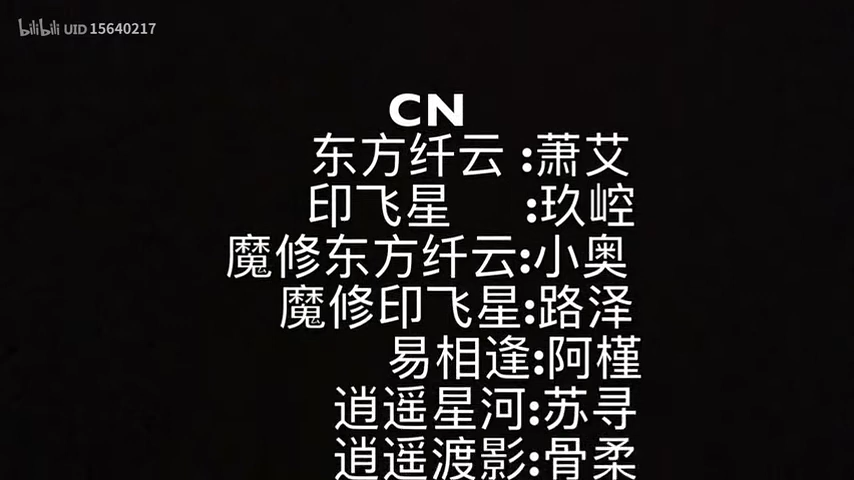 bilibili UID 15640217
CN
东方纤云 :萧艾
印飞星 :玖崆
魔修东方纤云:小奥
魔修印飞星:路泽
易相逢:阿槿
逍遥星河:苏寻
逍遥渡影:骨柔